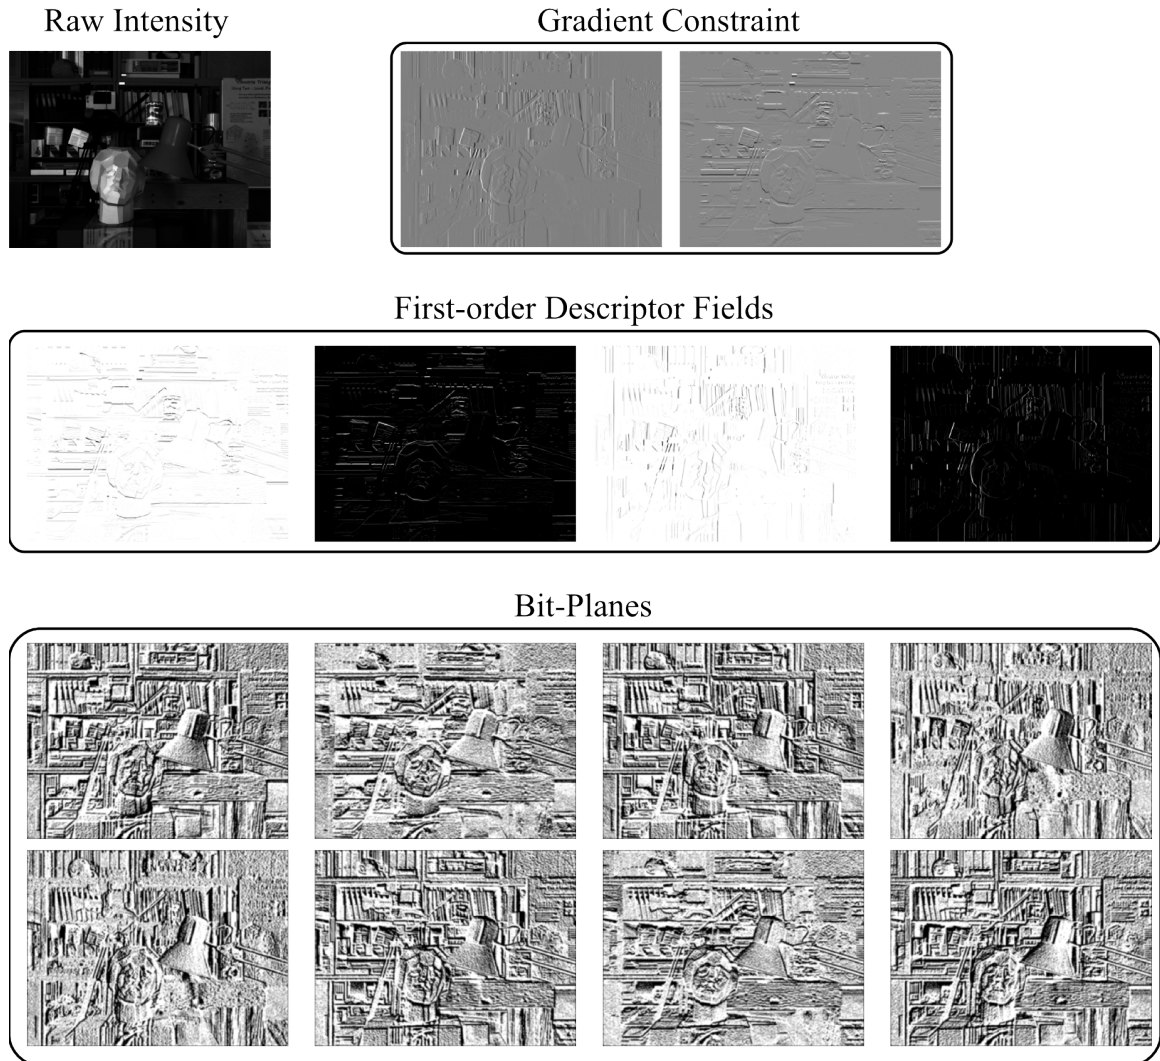 Raw Intensity
Gradient Constraint
First-order Descriptor Fields
Bit-Planes